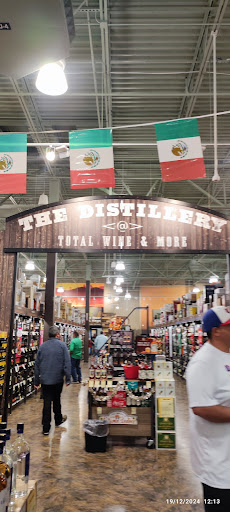 THE DISTILLERY
@
TOTAL WINE & MORE
19/12/2024 12:13